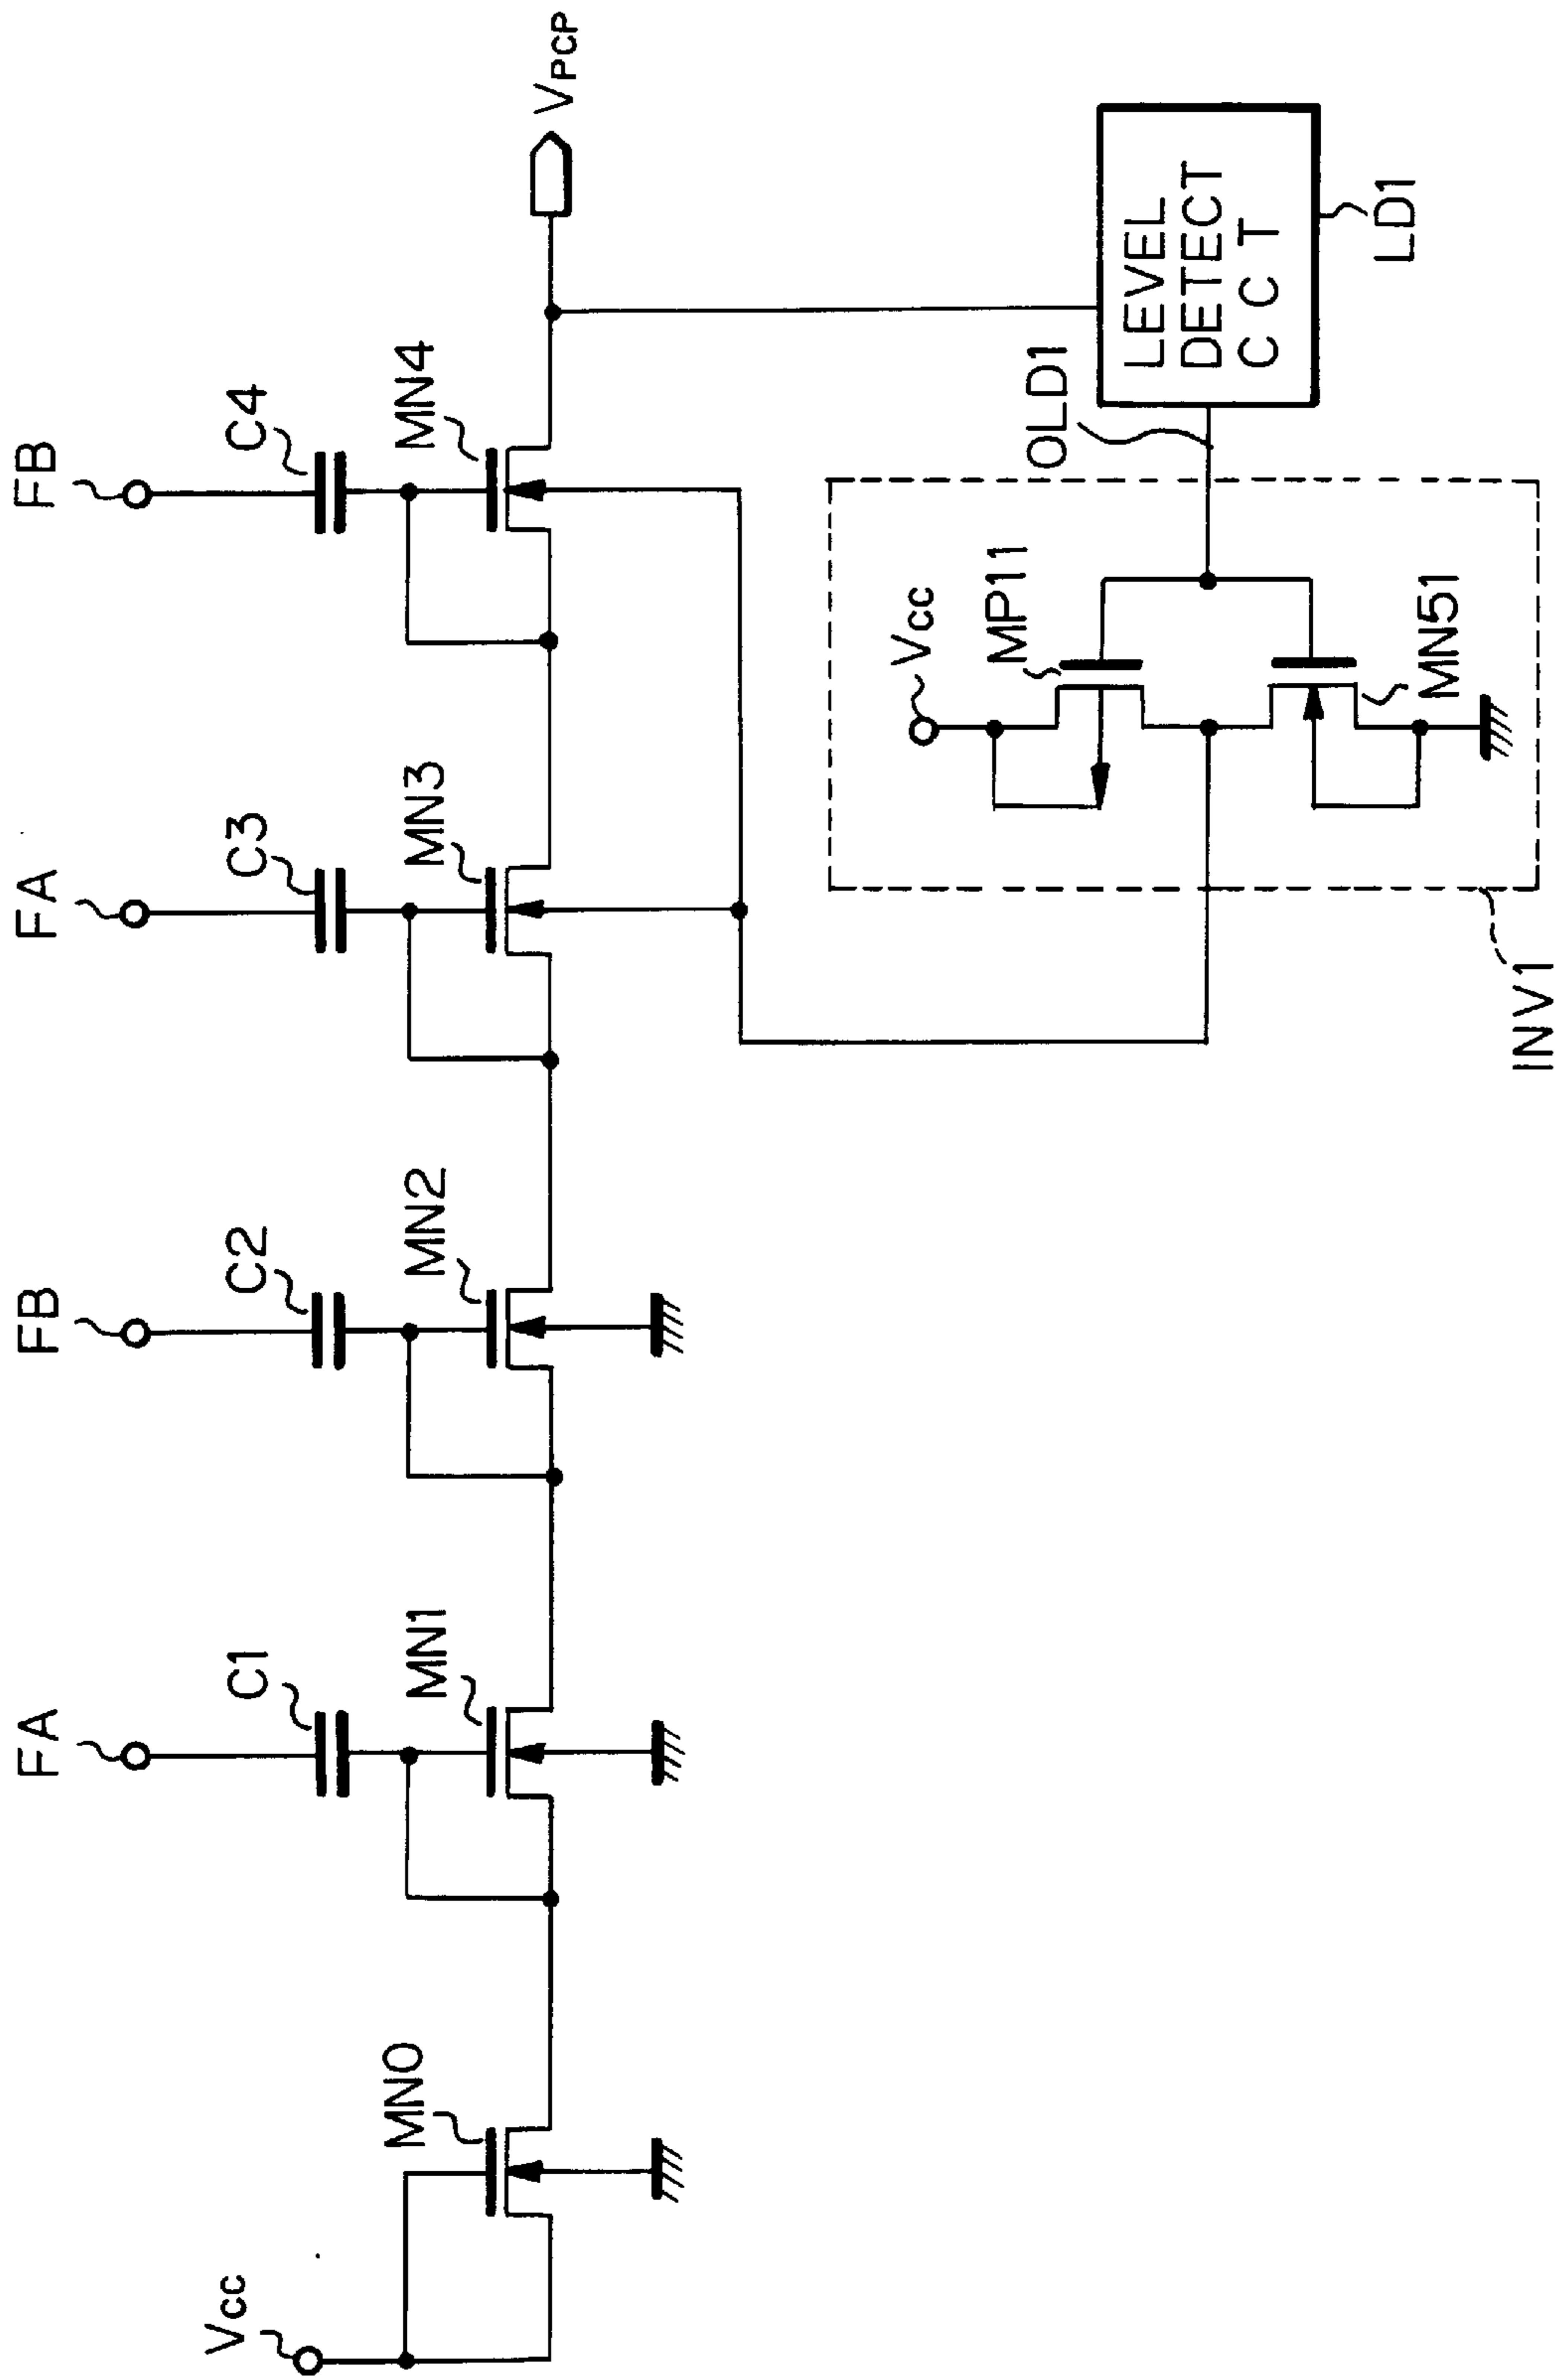 FA
FB
FA
FB
C1
C2
C3
C4
Vcc
MN0
MN1
MN2
MN3
MN4
VPCP
Vcc
MP11
MN51
OLD1
LEVEL
DETECT
CCT
LD1
INV1